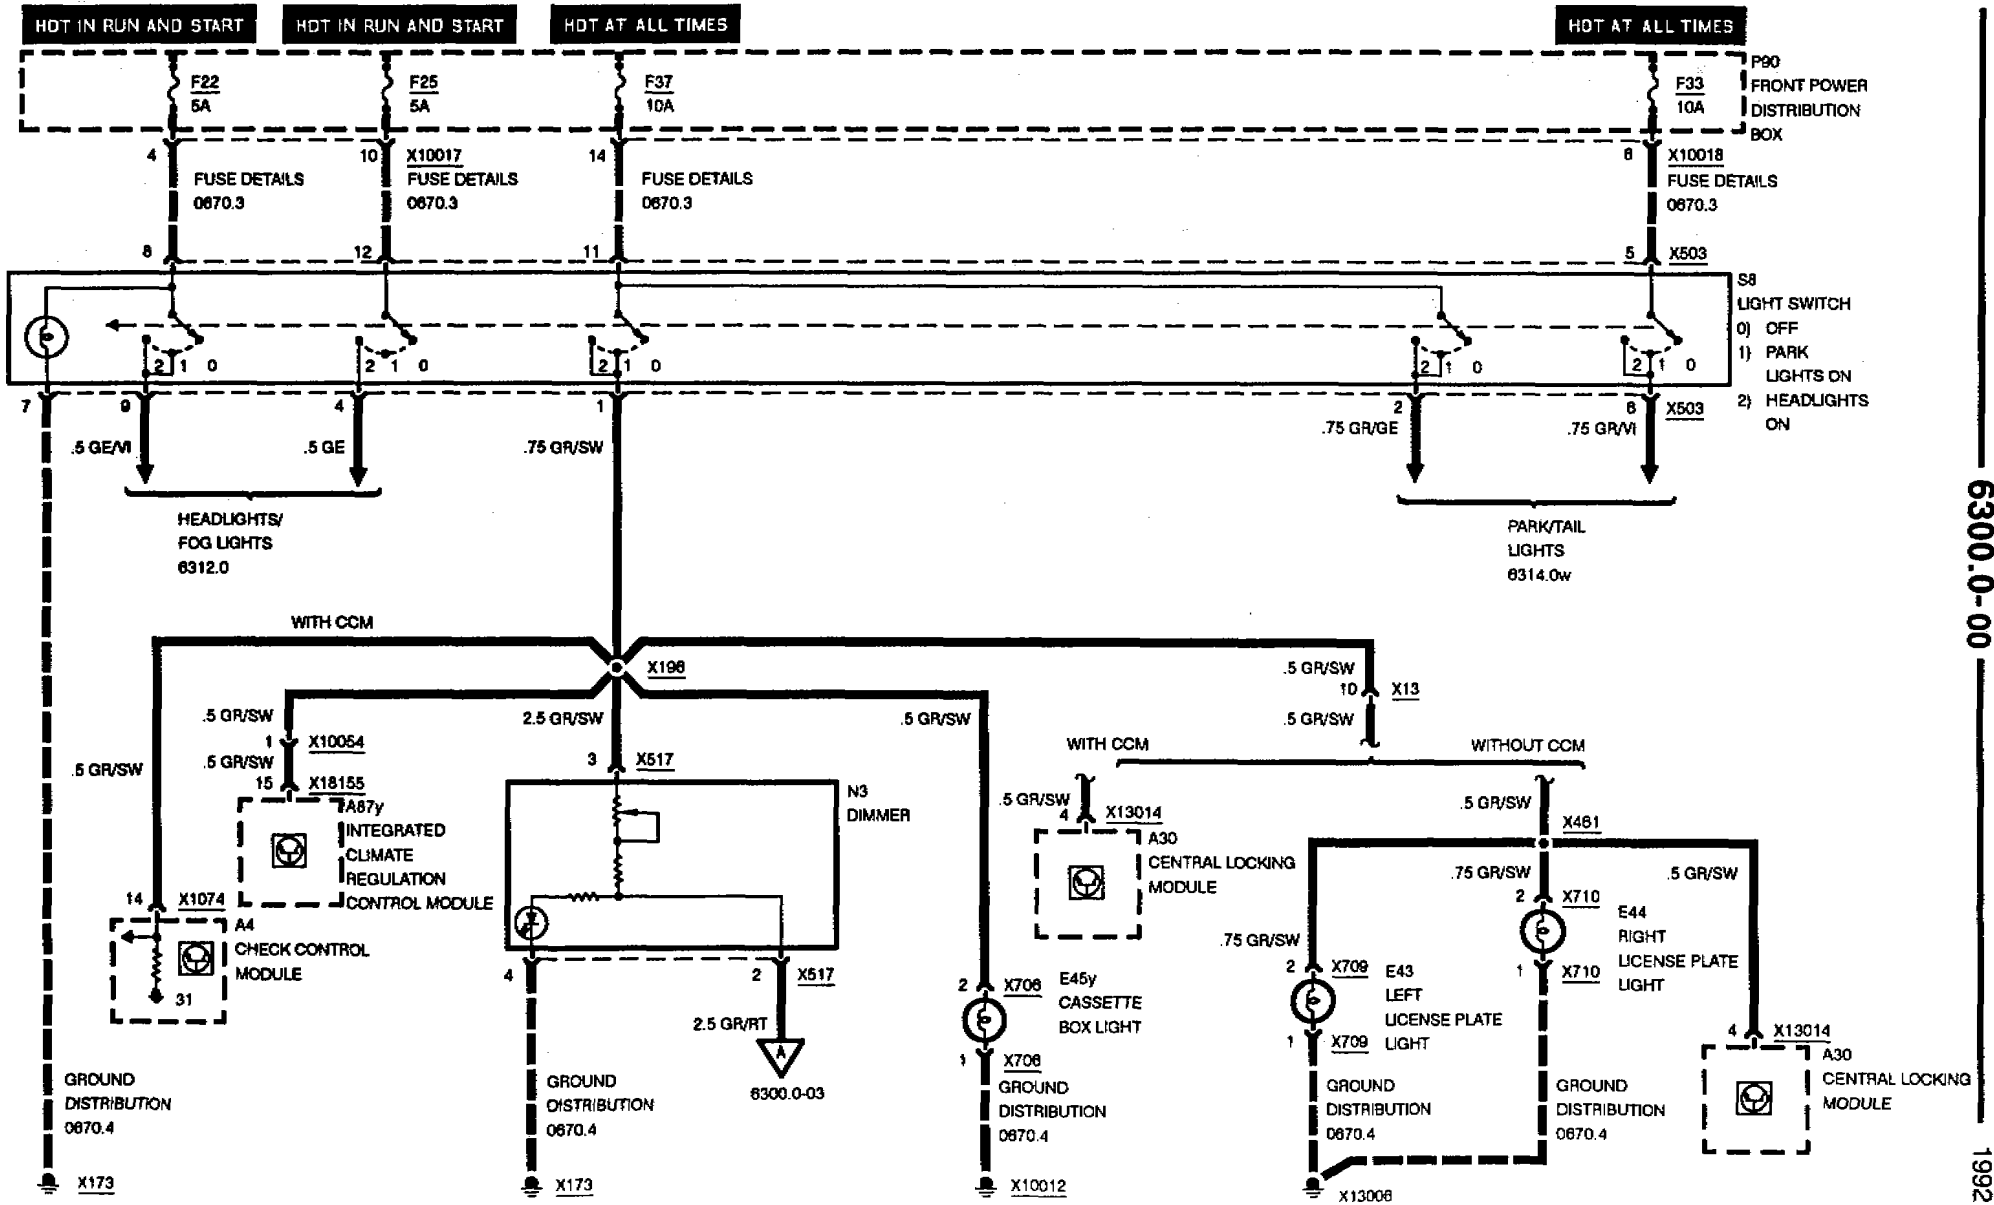 HOT IN RUN AND START
HOT IN RUN AND START
HOT AT ALL TIMES
HOT AT ALL TIMES
F22
5A
F25
5A
F37
10A
F33
10A
P90
FRONT POWER
DISTRIBUTION
BOX
4
10
X10017
14
6
X10018
FUSE DETAILS
0670.3
FUSE DETAILS
0670.3
FUSE DETAILS
0670.3
FUSE DETAILS
0670.3
8
12
11
5
X503
S8
LIGHT SWITCH
0) OFF
1) PARK
LIGHTS ON
2) HEADLIGHTS
ON
2 1 0
2 1 0
2 1 0
2 1 0
2 1 0
7
9
4
1
2
6
X503
.5 GE/VI
.5 GE
.75 GR/SW
.75 GR/GE
.75 GR/VI
HEADLIGHTS/
FOG LIGHTS
6312.0
PARK/TAIL
LIGHTS
6314.0w
6300.0-00
WITH CCM
X196
.5 GR/SW
10
X13
.5 GR/SW
2.5 GR/SW
.5 GR/SW
.5 GR/SW
1
X10054
.5 GR/SW
15
X18155
.5 GR/SW
3
X517
WITH CCM
WITHOUT CCM
A67y
INTEGRATED
CLIMATE
REGULATION
CONTROL MODULE
N3
DIMMER
.5 GR/SW
4
X13014
A30
CENTRAL LOCKING
MODULE
.5 GR/SW
X461
.75 GR/SW
.5 GR/SW
2
X710
E44
RIGHT
LICENSE PLATE
LIGHT
1
X710
14
X1074
A4
CHECK CONTROL
MODULE
31
.75 GR/SW
2
X709
E43
LEFT
LICENSE PLATE
LIGHT
1
X709
4
2
X517
2.5 GR/RT
A
6300.0-03
2
X706
E45y
CASSETTE
BOX LIGHT
1
X706
4
X13014
A30
CENTRAL LOCKING
MODULE
GROUND
DISTRIBUTION
0670.4
GROUND
DISTRIBUTION
0670.4
GROUND
DISTRIBUTION
0670.4
GROUND
DISTRIBUTION
0670.4
GROUND
DISTRIBUTION
0670.4
X173
X173
X10012
X13006
1992